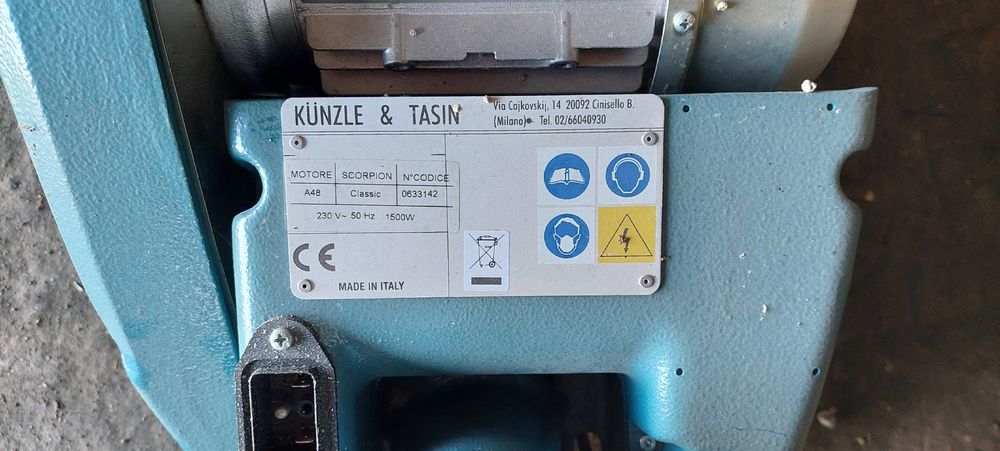 KÜNZLE & TASIN
Via Cajkovskij, 14 20092 Cinisello B.
(Milano) Tel. 02/66040930
MOTORE SCORPION N°CODICE
A48 Classic 0633142
230 V~ 50 Hz 1500W
CE
MADE IN ITALY